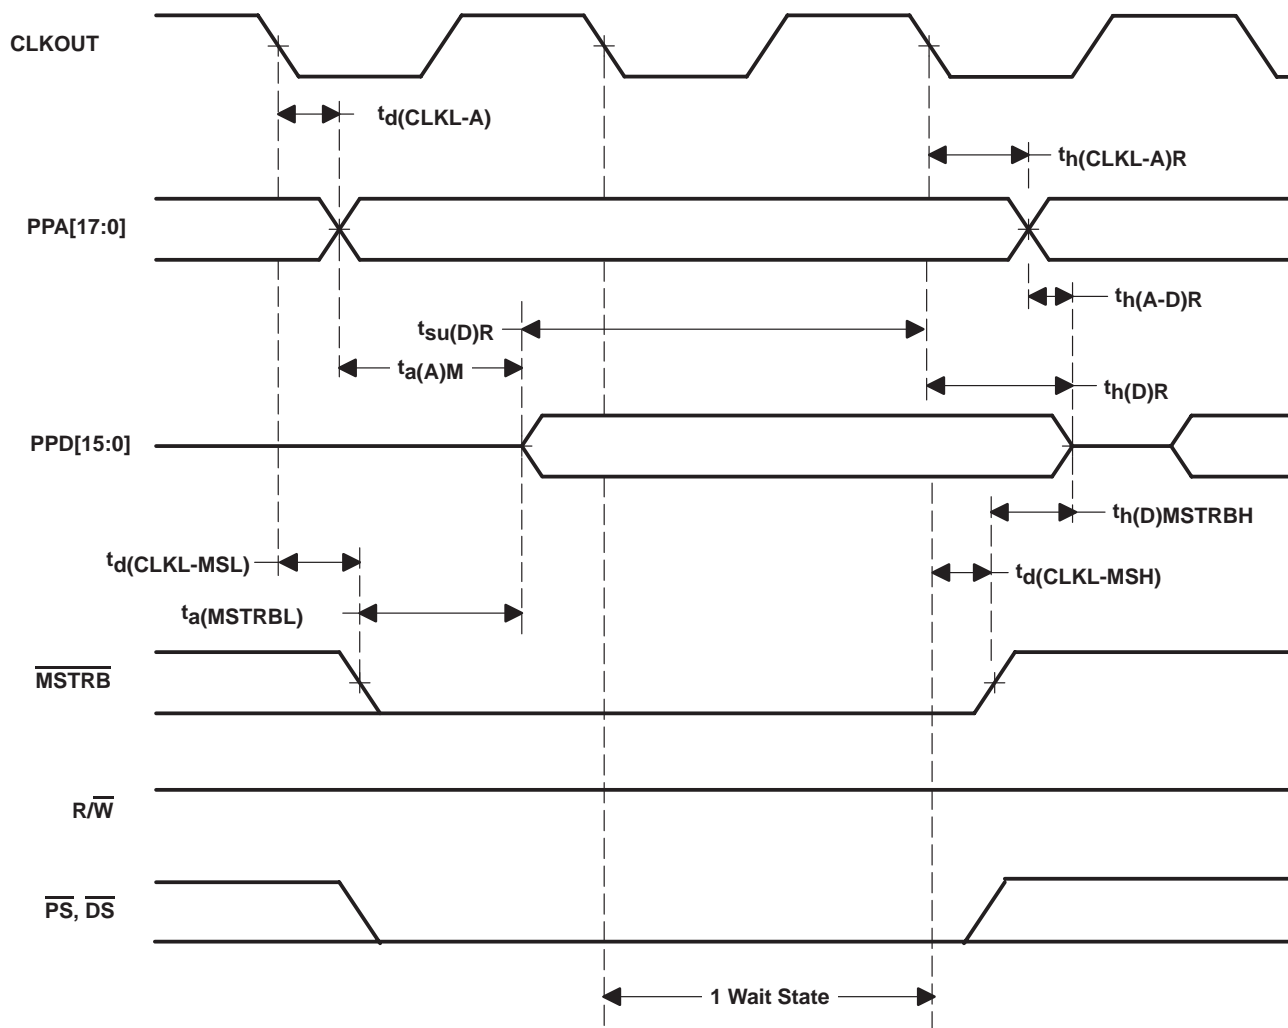 CLKOUT
td(CLKL-A)
th(CLKL-A)R
PPA[17:0]
th(A-D)R
tsu(D)R
ta(A)M
th(D)R
PPD[15:0]
th(D)MSTRBH
td(CLKL-MSL)
td(CLKL-MSH)
ta(MSTRBL)
MSTRB
R/W
PS, DS
1 Wait State